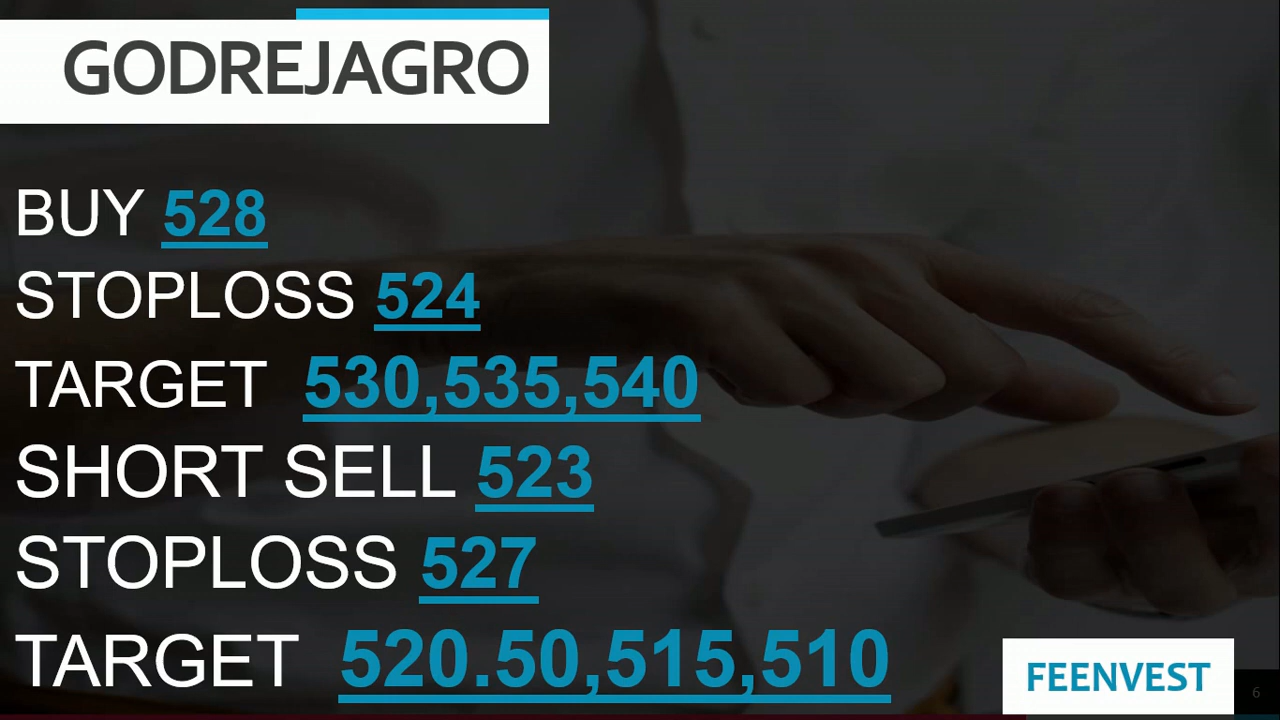 GODREJAGRO
BUY 528
STOPLOSS 524
TARGET 530,535,540
SHORT SELL 523
STOPLOSS 527
TARGET 520.50,515,510
FEENVEST
6